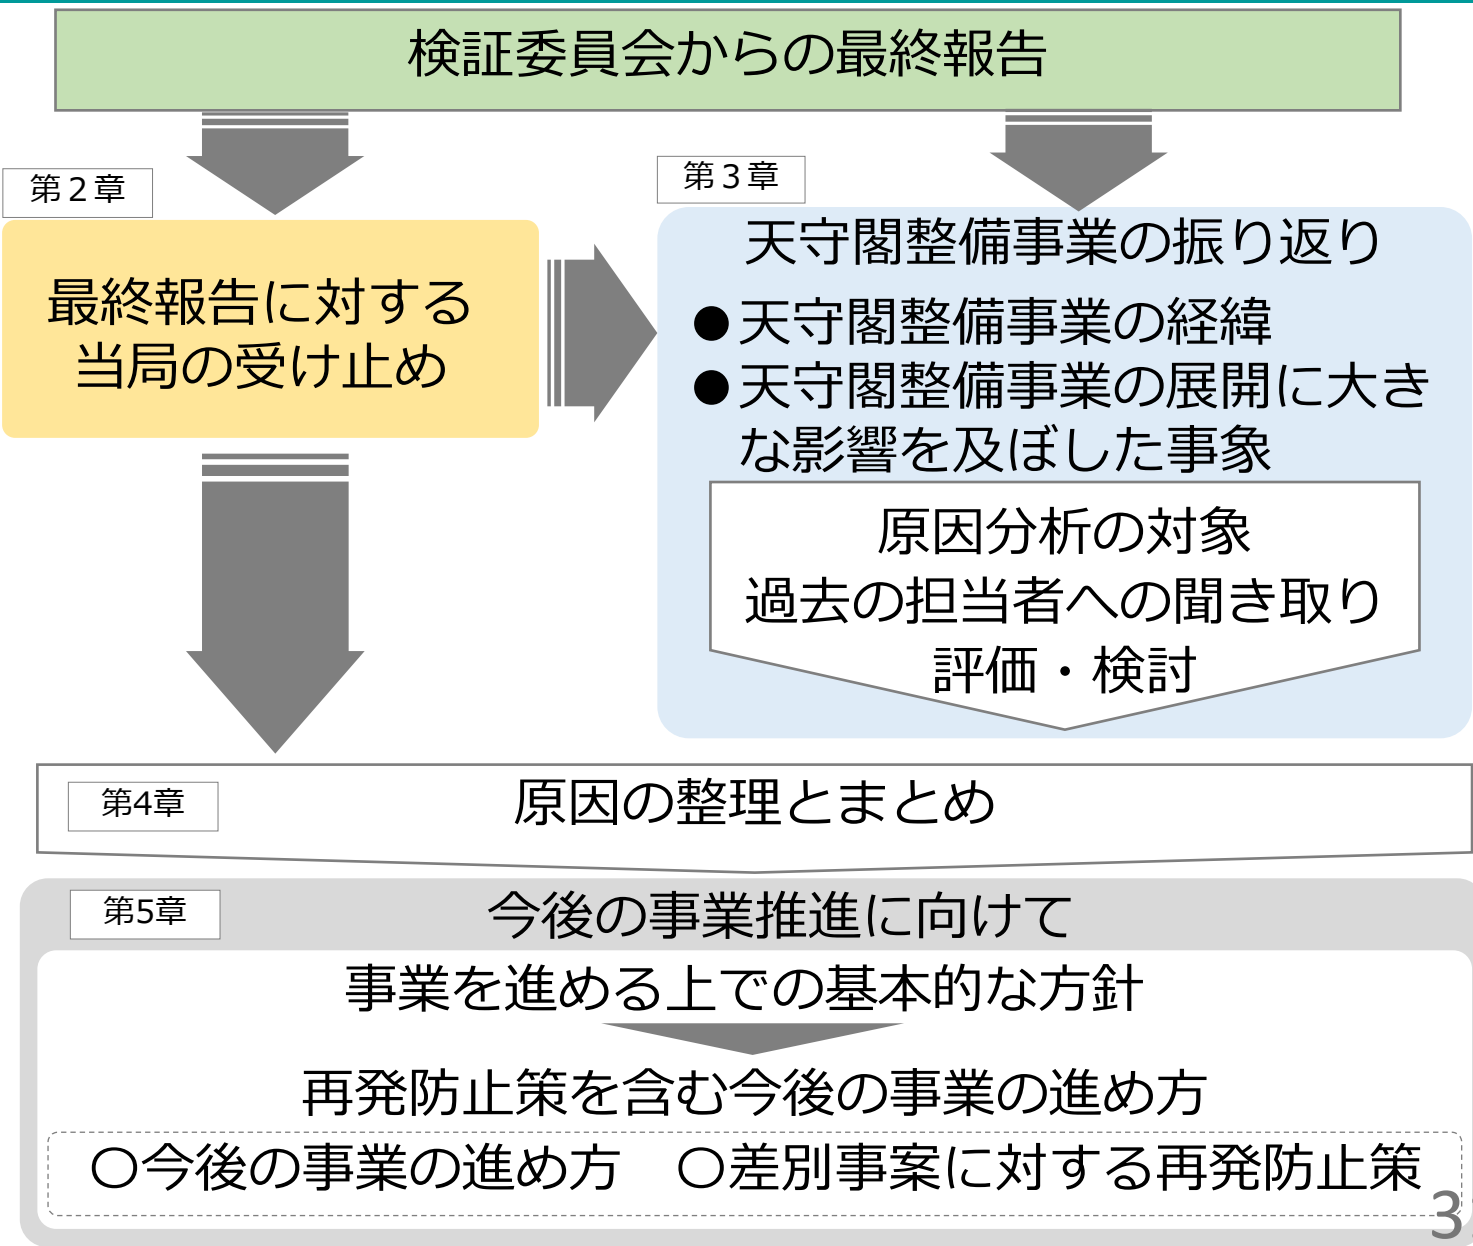 検証委員会からの最終報告
第２章
最終報告に対する
当局の受け止め
第３章
天守閣整備事業の振り返り
●天守閣整備事業の経緯
●天守閣整備事業の展開に大き
な影響を及ぼした事象
原因分析の対象
過去の担当者への聞き取り
評価・検討
第4章
原因の整理とまとめ
第5章
今後の事業推進に向けて
事業を進める上での基本的な方針
再発防止策を含む今後の事業の進め方
○今後の事業の進め方　○差別事案に対する再発防止策
3